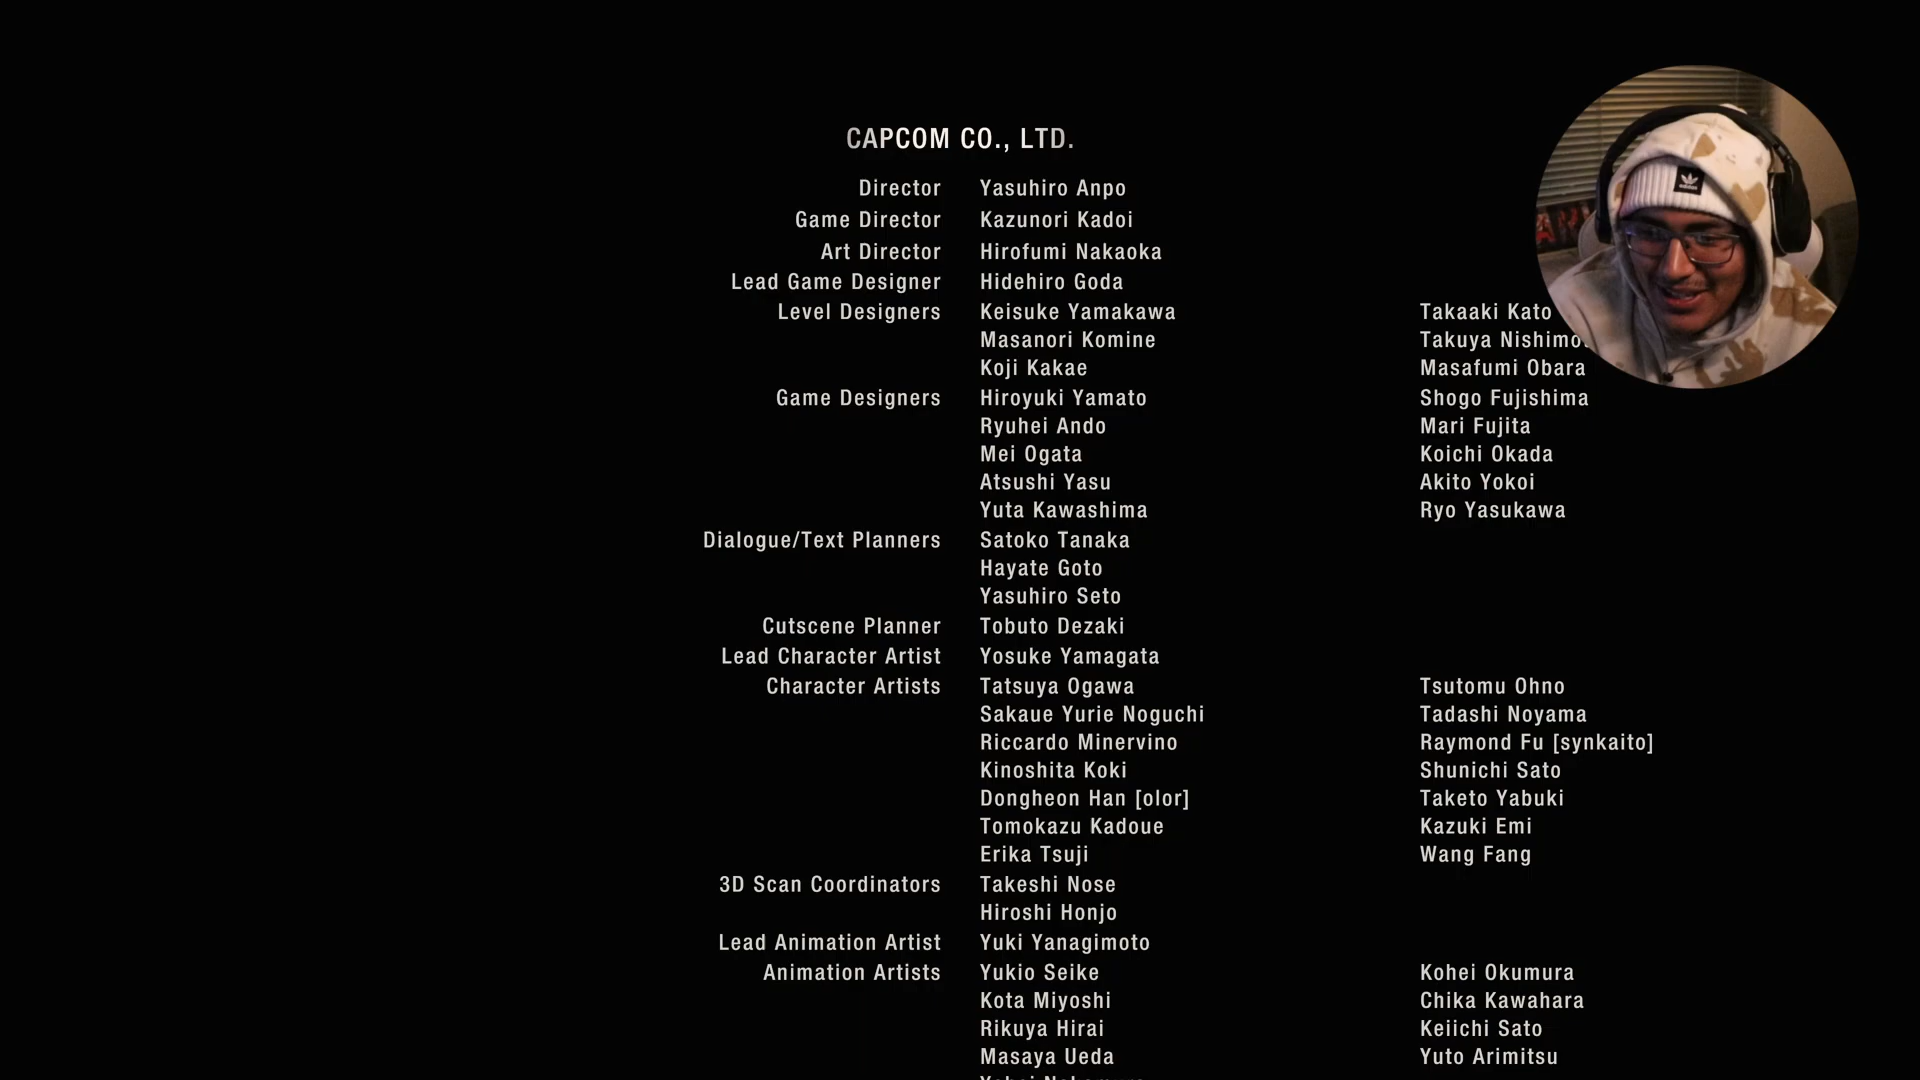 CAPCOM CO., LTD.
Director Yasuhiro Anpo
Game Director Kazunori Kadoi
Art Director Hirofumi Nakaoka
Lead Game Designer Hidehiro Goda
Level Designers Keisuke Yamakawa Takaaki Kato
Masanori Komine Takuya
Koji Kakae Masafumi Obara
Game Designers Hiroyuki Yamato Shogo Fujishima
Ryuhei Ando Mari Fujita
Mei Ogata Koichi Okada
Atsushi Yasu Akito Yokoi
Yuta Kawashima Ryo Yasukawa
Dialogue/Text Planners Satoko Tanaka
Hayate Goto
Yasuhiro Seto
Cutscene Planner Tobuto Dezaki
Lead Character Artist Yosuke Yamagata
Character Artists Tatsuya Ogawa Tsutomu Ohno
Sakaue Yurie Noguchi Tadashi Noyama
Riccardo Minervino Raymond Fu [synkaito]
Kinoshita Koki Shunichi Sato
Dongheon Han [olor] Taketo Yabuki
Tomokazu Kadoue Kazuki Emi
Erika Tsuji Wang Fang
3D Scan Coordinators Takeshi Nose
Hiroshi Honjo
Lead Animation Artist Yuki Yanagimoto
Animation Artists Yukio Seike Kohei Okumura
Kota Miyoshi Chika Kawahara
Rikuya Hirai Keiichi Sato
Masaya Ueda Yuto Arimitsu